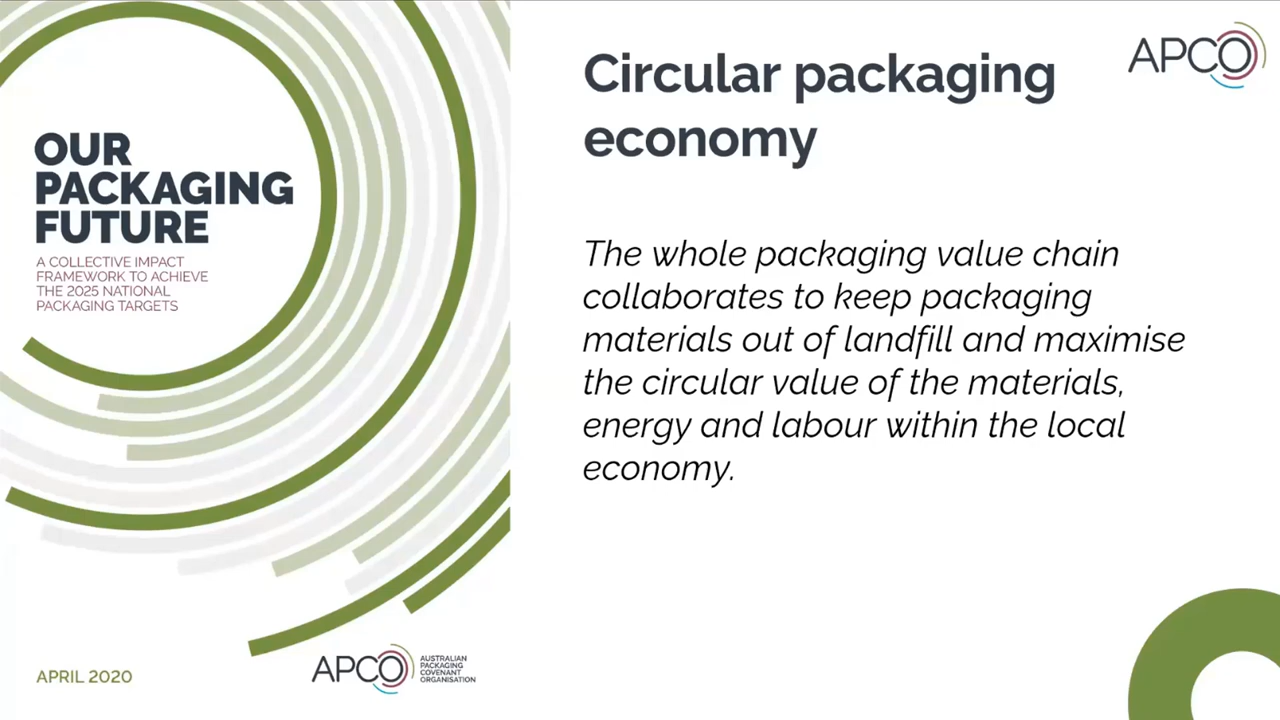 OUR
PACKAGING
FUTURE
A COLLECTIVE IMPACT
FRAMEWORK TO ACHIEVE
THE 2025 NATIONAL
PACKAGING TARGETS
APRIL 2020
APCO
AUSTRALIAN
PACKAGING
COVENANT
ORGANISATION
Circular packaging
economy
APCO
The whole packaging value chain
collaborates to keep packaging
materials out of landfill and maximise
the circular value of the materials,
energy and labour within the local
economy.